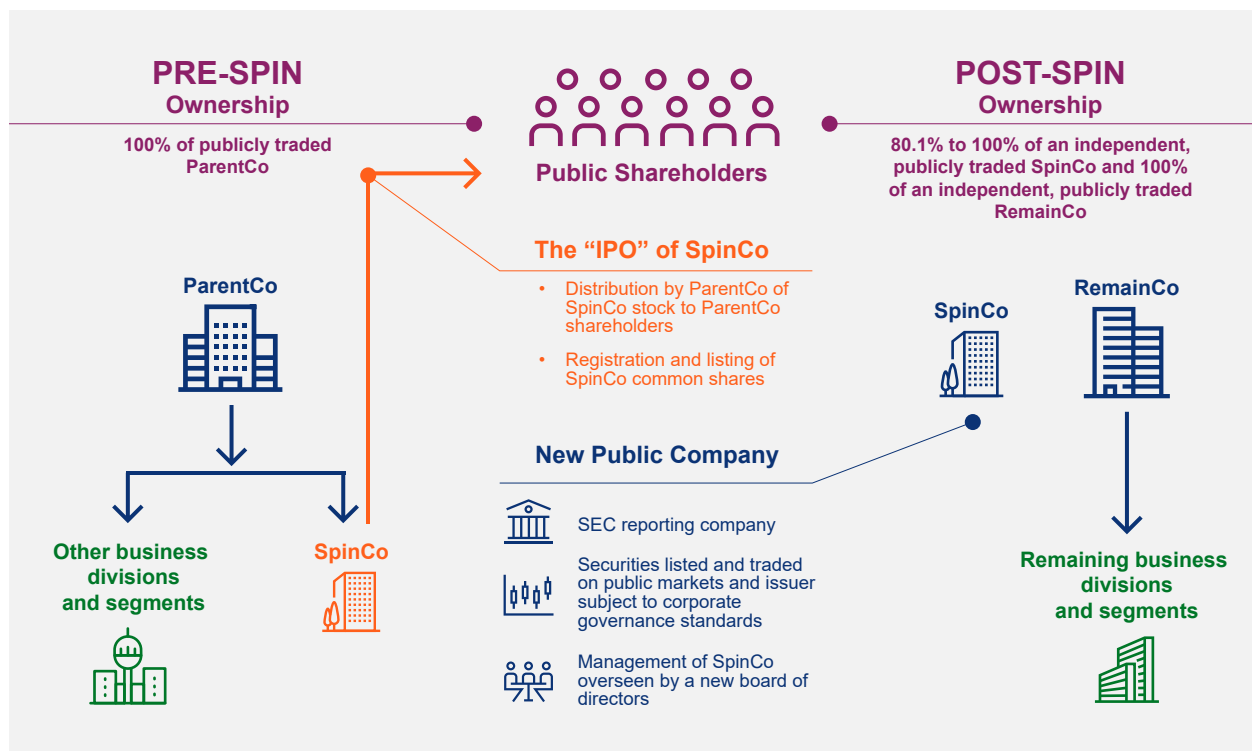 PRE-SPIN
Ownership
100% of publicly traded
ParentCo
Public Shareholders
POST-SPIN
Ownership
80.1% to 100% of an independent,
publicly traded SpinCo and 100%
of an independent, publicly traded
RemainCo
The “IPO” of SpinCo
• Distribution by ParentCo of
SpinCo stock to ParentCo
shareholders
• Registration and listing of
SpinCo common shares
ParentCo
Other business
divisions
and segments
SpinCo
New Public Company
SEC reporting company
Securities listed and traded
on public markets and issuer
subject to corporate
governance standards
Management of SpinCo
overseen by a new board of
directors
SpinCo
RemainCo
Remaining business
divisions
and segments